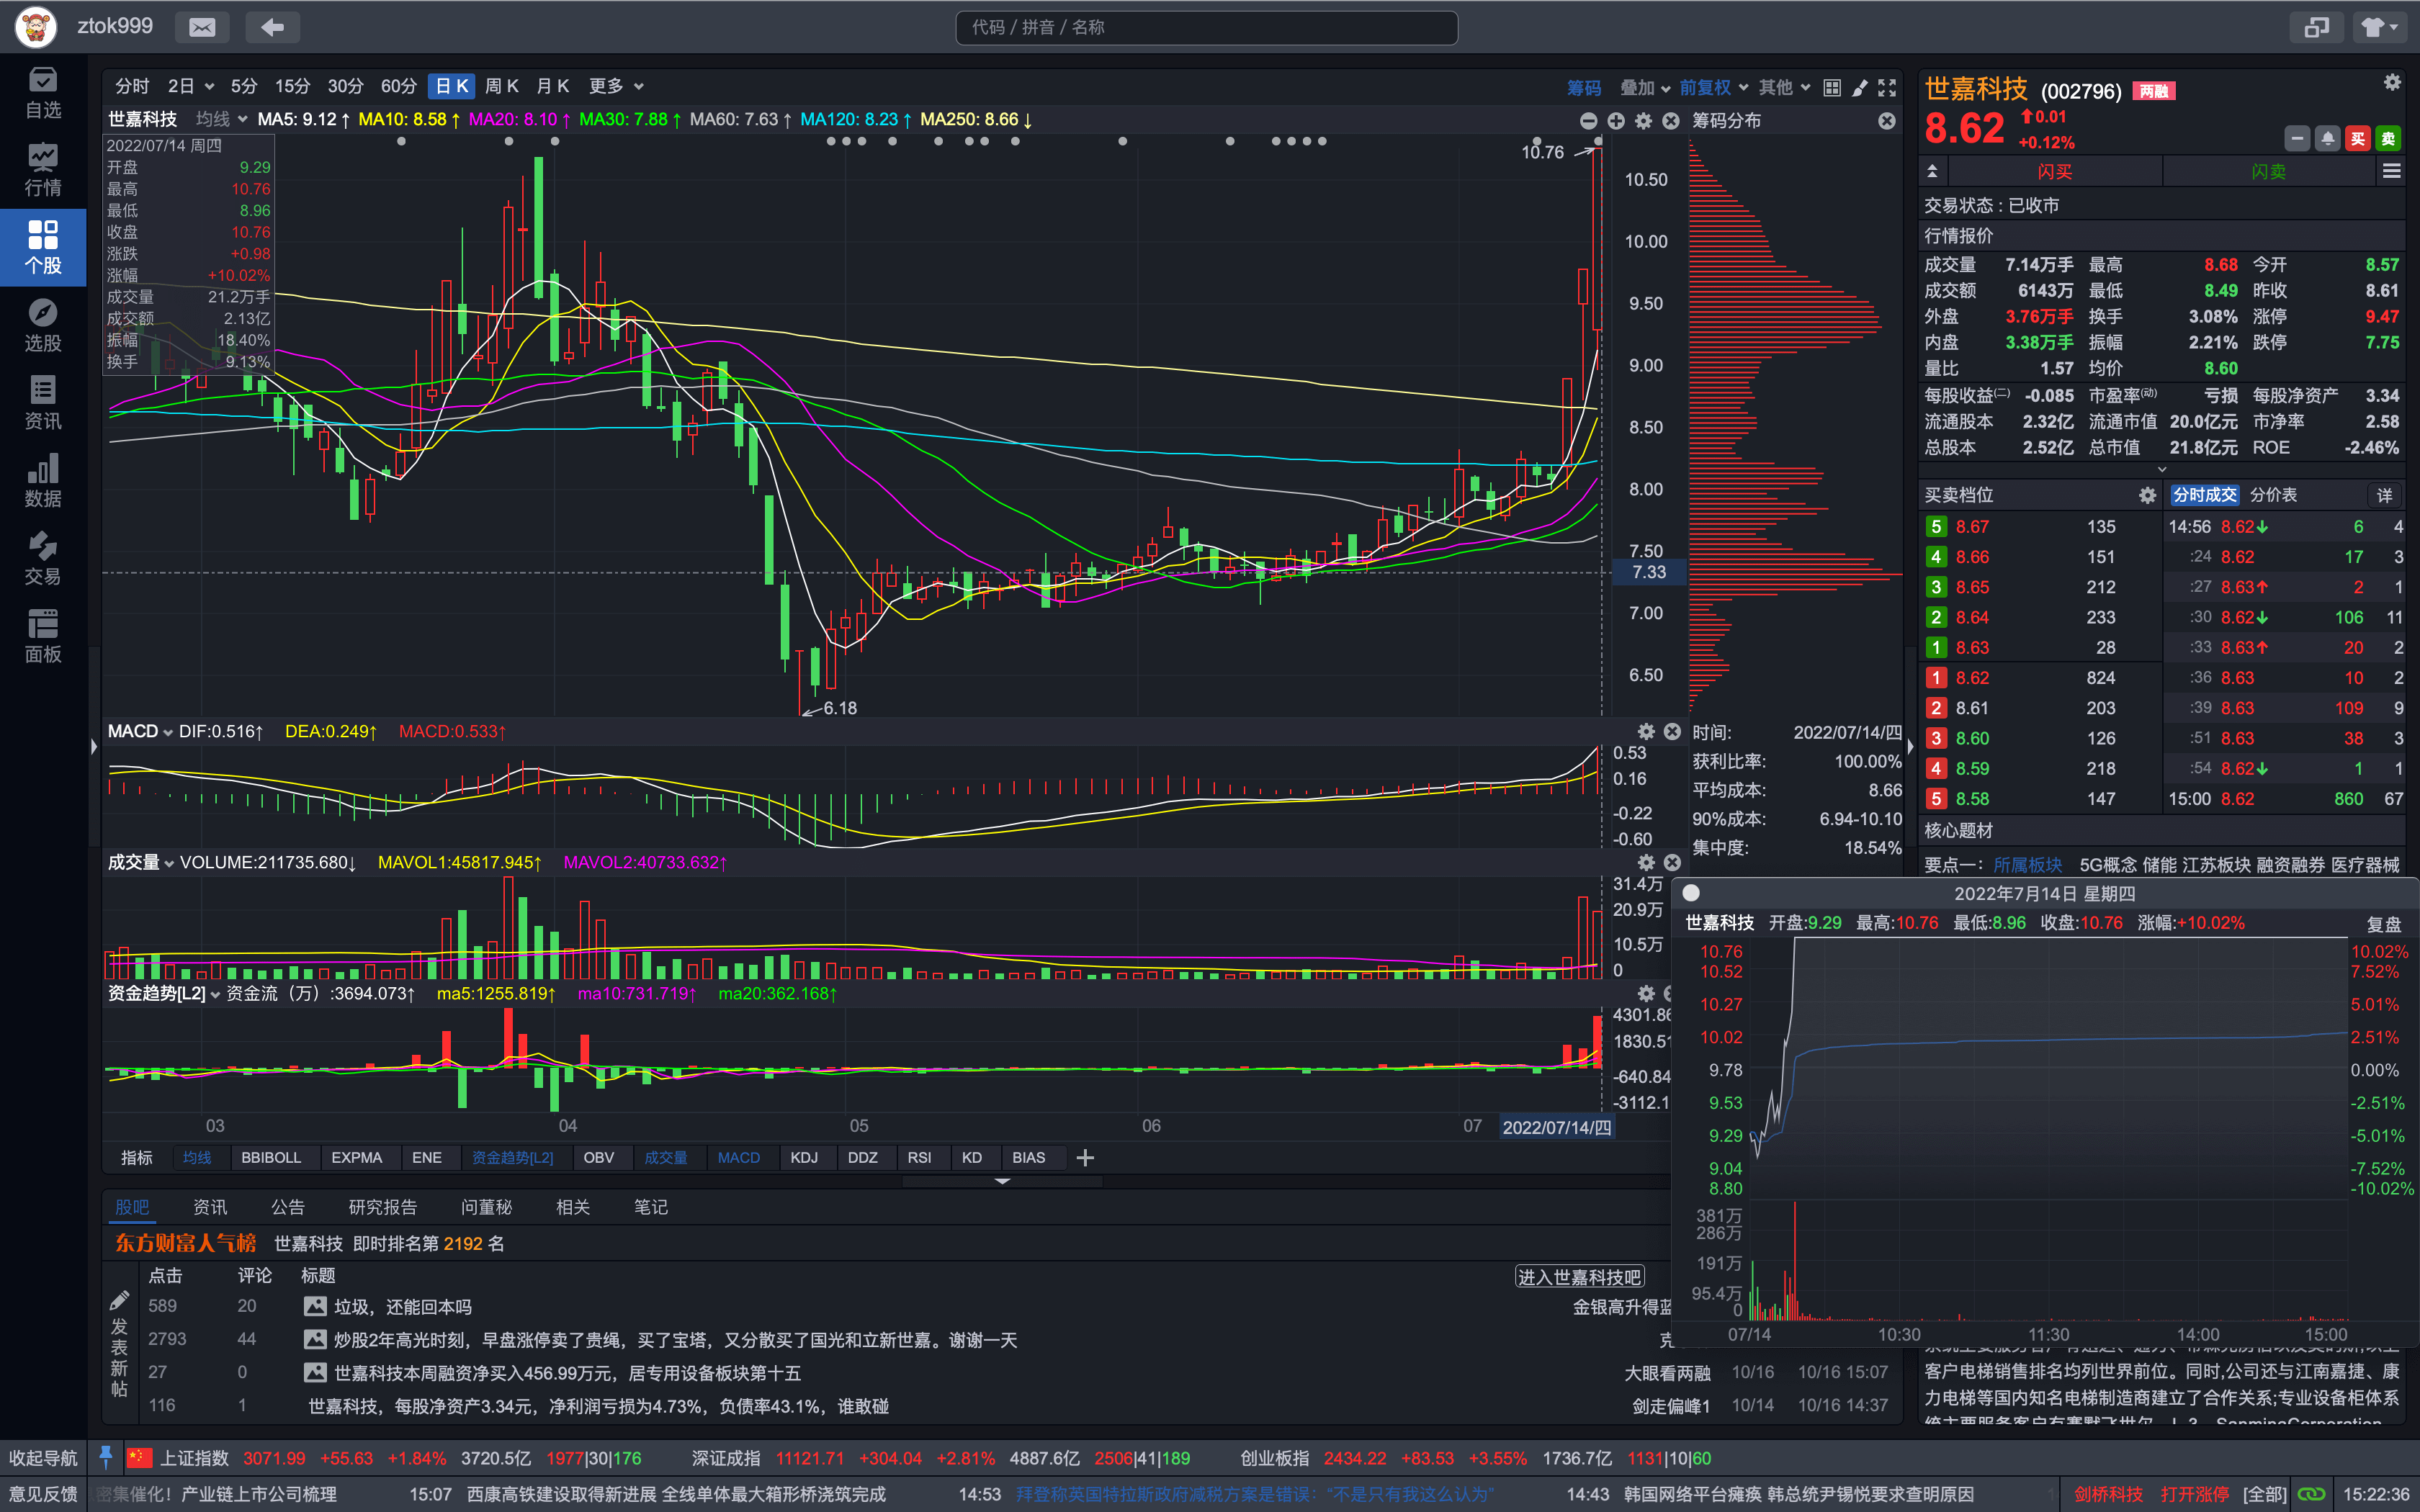 ztok999
代码 / 拼音 / 名称
自选
行情
个股
选股
资讯
数据
交易
面板
分时 2日 5分 15分 30分 60分 日K 周K 月K 更多
筹码 叠加 前复权 其他
世嘉科技 均线 MA5: 9.12↑ MA10: 8.58↑ MA20: 8.10↑ MA30: 7.88↑ MA60: 7.63↑ MA120: 8.23↑ MA250: 8.66↓
筹码分布
2022/07/14 周四
开盘 9.29
最高 10.76
最低 8.96
收盘 10.76
涨跌 +0.98
涨幅 +10.02%
成交量 21.2万手
成交额 2.13亿
振幅 18.40%
换手 9.13%
10.76
6.18
10.50
10.00
9.50
9.00
8.50
8.00
7.50
7.33
7.00
6.50
MACD DIF:0.516↑ DEA:0.249↑ MACD:0.533↑
0.53
0.16
-0.22
-0.60
成交量 VOLUME:211735.680↓ MAVOL1:45817.945↑ MAVOL2:40733.632↑
31.4万
20.9万
10.5万
0
资金趋势[L2] 资金流（万）:3694.073↑ ma5:1255.819↑ ma10:731.719↑ ma20:362.168↑
4301.86
1830.51
-640.84
-3112.1
03 04 05 06 07 2022/07/14/四
时间: 2022/07/14/四
获利比率: 100.00%
平均成本: 8.66
90%成本: 6.94-10.10
集中度: 18.54%
指标 均线 BBIBOLL EXPMA ENE 资金趋势[L2] OBV 成交量 MACD KDJ DDZ RSI KD BIAS
股吧 资讯 公告 研究报告 问董秘 相关 笔记
东方财富人气榜 世嘉科技 即时排名第 2192 名
点击 评论 标题
进入世嘉科技吧
发表新帖
589 20 垃圾，还能回本吗 金银高升得
2793 44 炒股2年高光时刻，早盘涨停卖了贵绳，买了宝塔，又分散买了国光和立新世嘉。谢谢一天
27 0 世嘉科技本周融资净买入456.99万元，居专用设备板块第十五 大眼看两融 10/16 10/16 15:07
116 1 世嘉科技，每股净资产3.34元，净利润亏损为4.73%，负债率43.1%，谁敢碰 剑走偏峰1 10/14 10/16 14:37
世嘉科技 (002796) 两融
8.62 0.01
+0.12%
买 卖
闪买 闪卖
交易状态 : 已收市
行情报价
成交量 7.14万手 最高 8.68 今开 8.57
成交额 6143万 最低 8.49 昨收 8.61
外盘 3.76万手 换手 3.08% 涨停 9.47
内盘 3.38万手 振幅 2.21% 跌停 7.75
量比 1.57 均价 8.60
每股收益(二) -0.085 市盈率(动) 亏损 每股净资产 3.34
流通股本 2.32亿 流通市值 20.0亿元 市净率 2.58
总股本 2.52亿 总市值 21.8亿元 ROE -2.46%
买卖档位
5 8.67 135
4 8.66 151
3 8.65 212
2 8.64 233
1 8.63 28
1 8.62 824
2 8.61 203
3 8.60 126
4 8.59 218
5 8.58 147
分时成交 分价表 详
14:56 8.62↓ 6 4
:24 8.62 17 3
:27 8.63↑ 2 1
:30 8.62↓ 106 11
:33 8.63↑ 20 2
:36 8.63 10 2
:39 8.63 109 9
:51 8.63 38 3
:54 8.62↓ 1 1
15:00 8.62 860 67
核心题材
要点一： 所属板块 5G概念 储能 江苏板块 融资融券 医疗器械
2022年7月14日 星期四
世嘉科技 开盘:9.29 最高:10.76 最低:8.96 收盘:10.76 涨幅:+10.02% 复盘
10.76 10.02%
10.52 7.52%
10.27 5.01%
10.02 2.51%
9.78 0.00%
9.53 -2.51%
9.29 -5.01%
9.04 -7.52%
8.80 -10.02%
381万
286万
191万
95.4万
0
07/14 10:30 11:30 14:00 15:00
客户电梯销售排名均列世界前位。同时,公司还与江南嘉捷、康
力电梯等国内知名电梯制造商建立了合作关系;专业设备柜体系
收起导航 上证指数 3071.99 +55.63 +1.84% 3720.5亿 1977|30|176 深证成指 11121.71 +304.04 +2.81% 4887.6亿 2506|41|189 创业板指 2434.22 +83.53 +3.55% 1736.7亿 1131|10|60
意见反馈 密集催化！产业链上市公司梳理 15:07 西康高铁建设取得新进展 全线单体最大箱形桥浇筑完成 14:53 拜登称英国特拉斯政府减税方案是错误：“不是只有我这么认为” 14:43 韩国网络平台瘫痪 韩总统尹锡悦要求查明原因 剑桥科技 打开涨停 [全部] 15:22:36